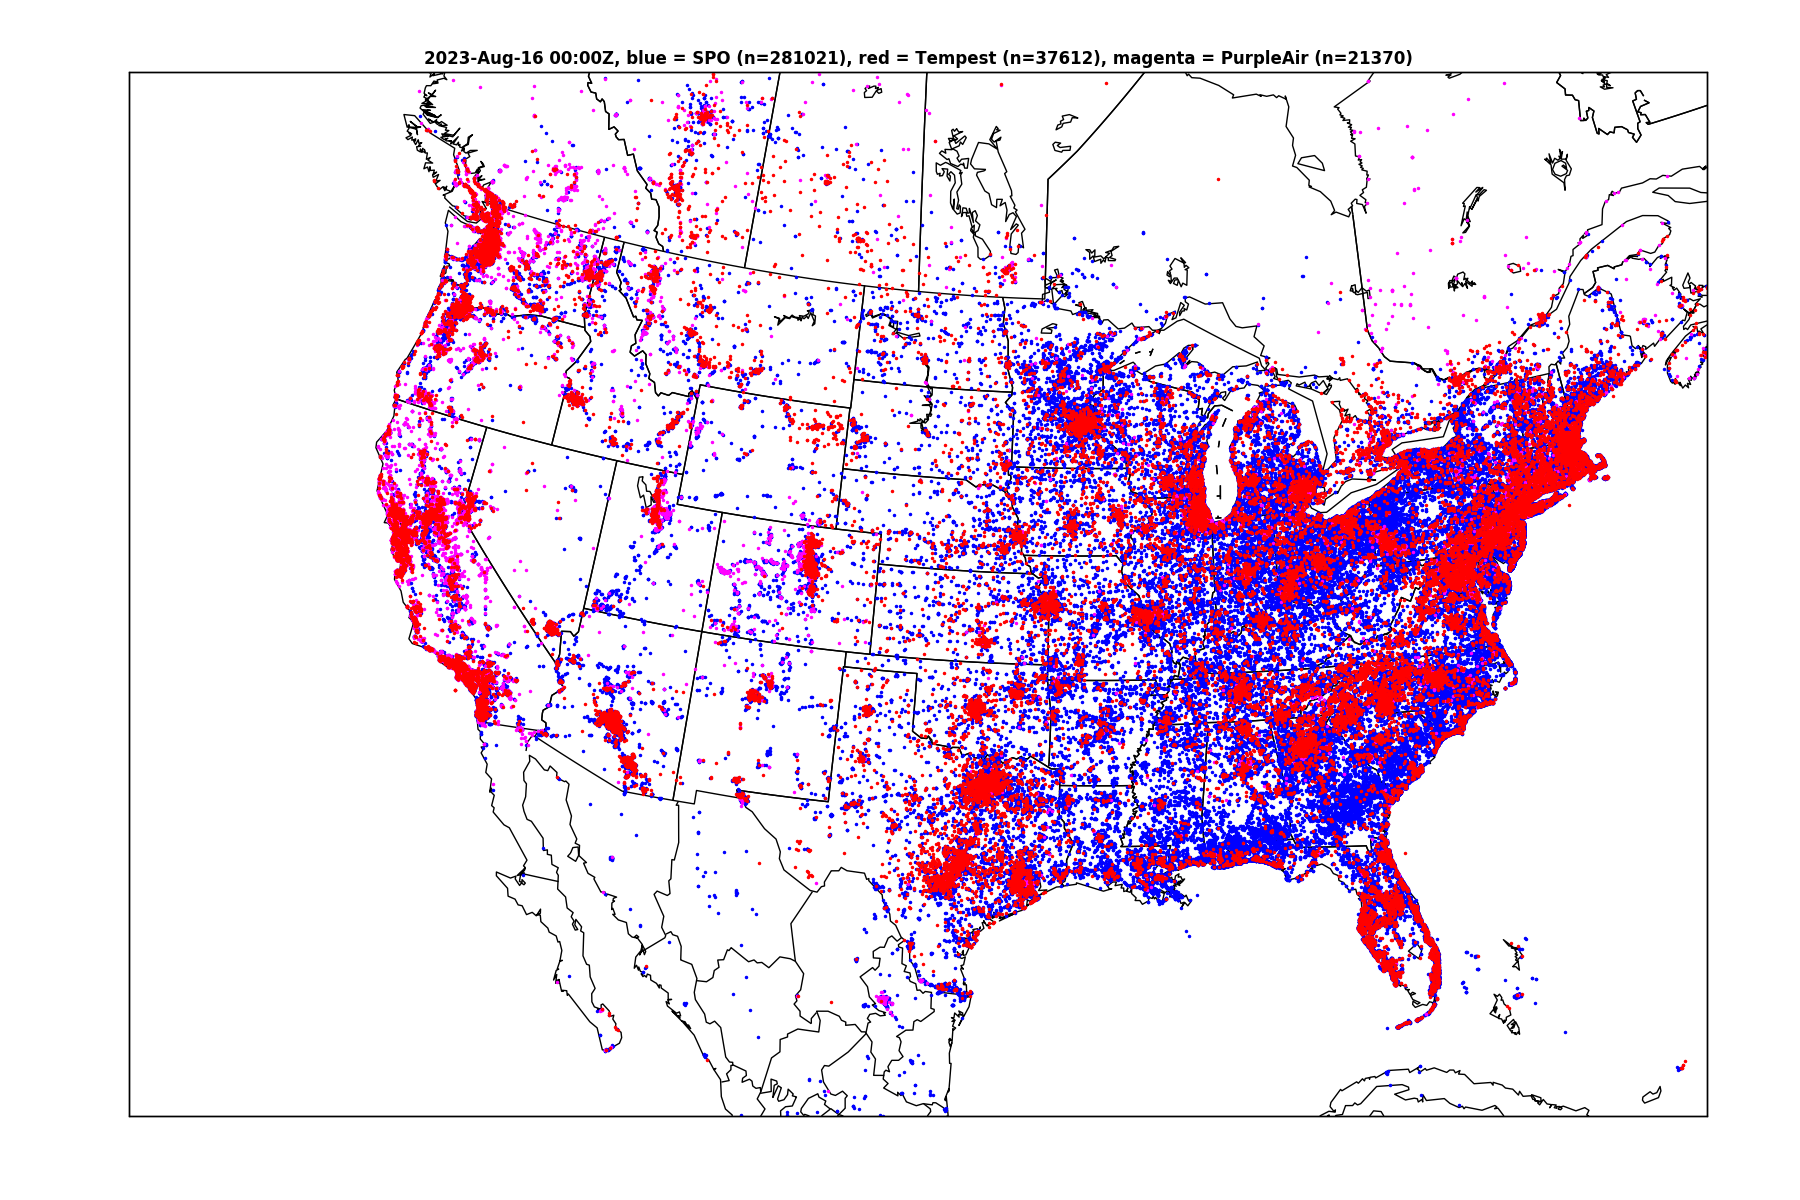 2023-Aug-16 00:00Z, blue = SPO (n=281021), red = Tempest (n=37612), magenta = PurpleAir (n=21370)